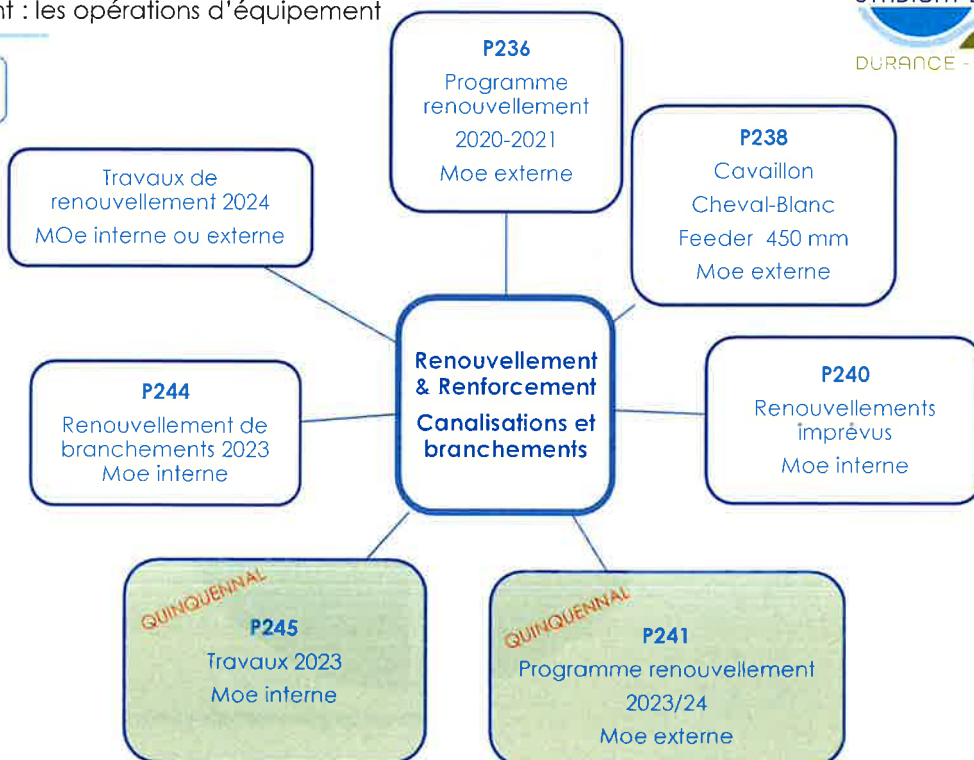 t : les opérations d'équipement
DURANCE -
P236
Programme
renouvellement
2020-2021
Moe externe
P238
Cavaillon
Cheval-Blanc
Feeder 450 mm
Moe externe
Travaux de
renouvellement 2024
MOe interne ou externe
Renouvellement
& Renforcement
Canalisations et
branchements
P240
Renouvellements
imprévus
Moe interne
P244
Renouvellement de
branchements 2023
Moe interne
QUINQUENNAL
P245
Travaux 2023
Moe interne
QUINQUENNAL
P241
Programme renouvellement
2023/24
Moe externe